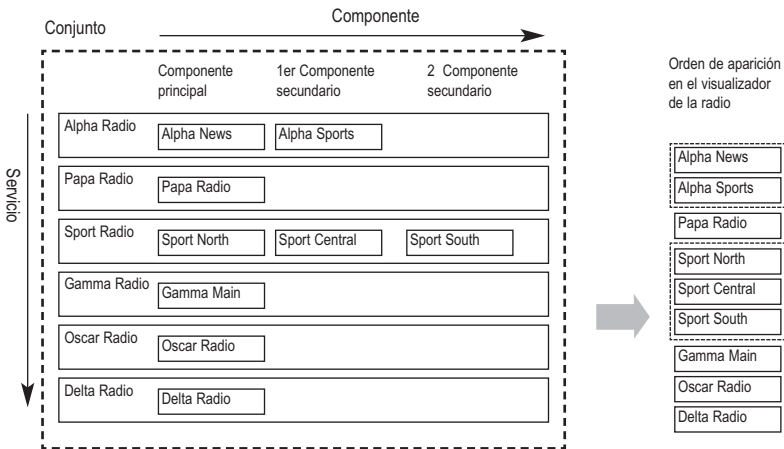 Conjunto
Componente
Componente
principal
1er Componente
secundario
2 Componente
secundario
Servicio
Alpha Radio
Alpha News
Alpha Sports
Papa Radio
Papa Radio
Sport Radio
Sport North
Sport Central
Sport South
Gamma Radio
Gamma Main
Oscar Radio
Oscar Radio
Delta Radio
Delta Radio
Orden de aparición
en el visualizador
de la radio
Alpha News
Alpha Sports
Papa Radio
Sport North
Sport Central
Sport South
Gamma Main
Oscar Radio
Delta Radio